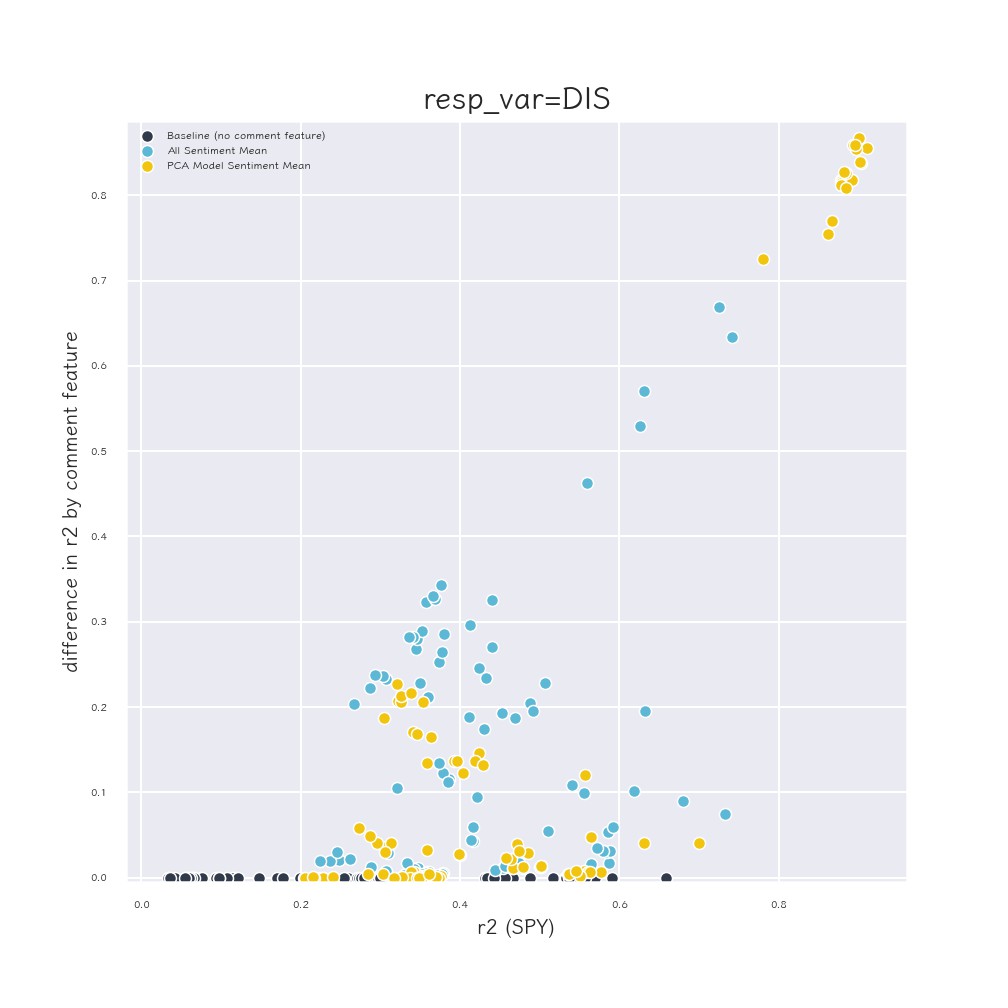 resp_var=DIS
Baseline (no comment feature)
All Sentiment Mean
PCA Model Sentiment Mean
difference in r2 by comment feature
0.8
0.7
0.6
0.5
0.4
0.3
0.2
0.1
0.0
0.0 0.2 0.4 0.6 0.8
r2 (SPY)